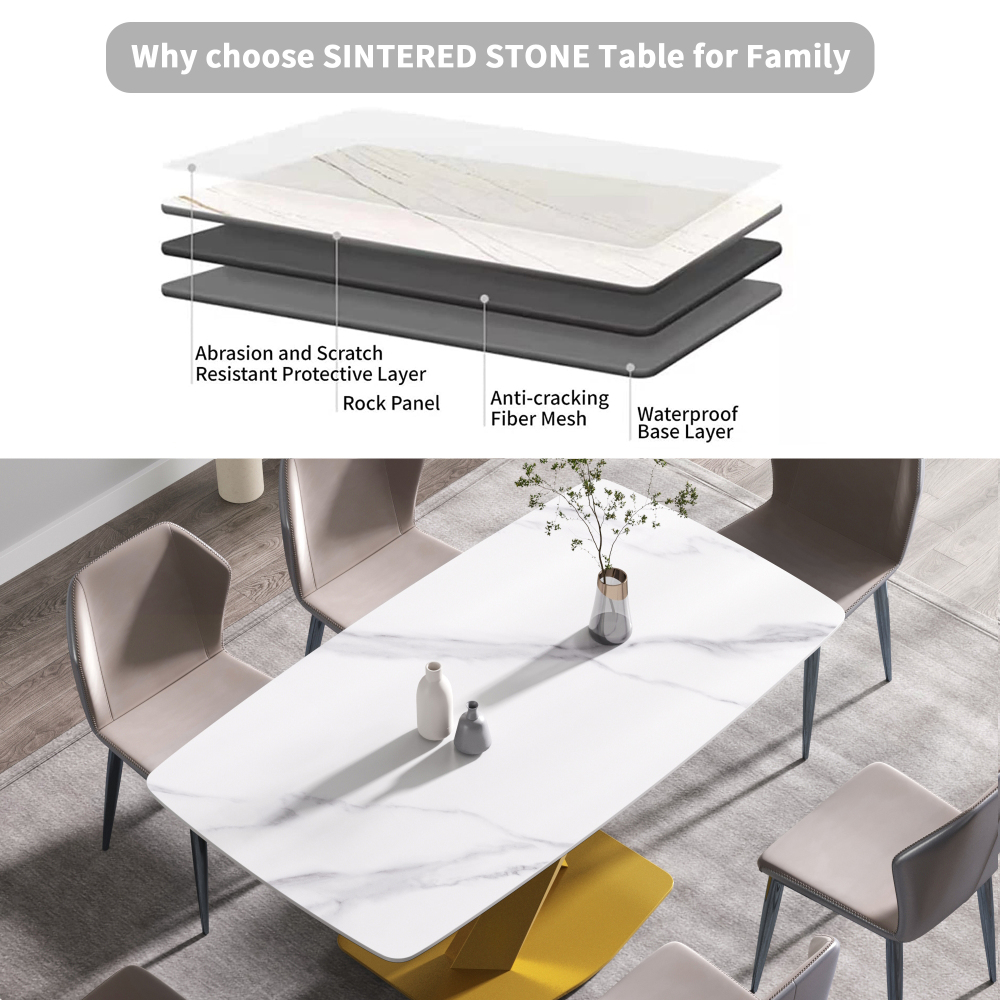 Why choose SINTERED STONE Table for Family
Abrasion and Scratch
Resistant Protective Layer
Rock Panel
Anti-cracking
Fiber Mesh
Waterproof
Base Layer